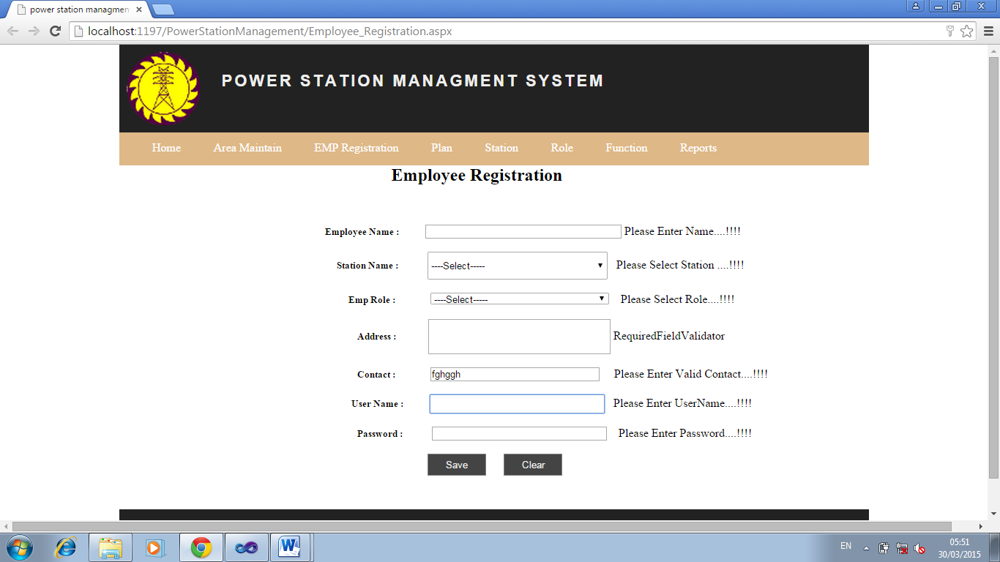 power station managmen
localhost:1197/PowerStationManagement/Employee_Registration.aspx
POWER STATION MANAGMENT SYSTEM
Home Area Maintain EMP Registration Plan Station Role Function Reports
Employee Registration
Employee Name : Please Enter Name....!!!!
Station Name : ----Select----- Please Select Station ....!!!!
Emp Role : ----Select----- Please Select Role....!!!!
Address : RequiredFieldValidator
Contact : fghggh Please Enter Valid Contact....!!!!
User Name : Please Enter UserName....!!!!
Password : Please Enter Password....!!!!
Save Clear
EN 05:51
30/03/2015